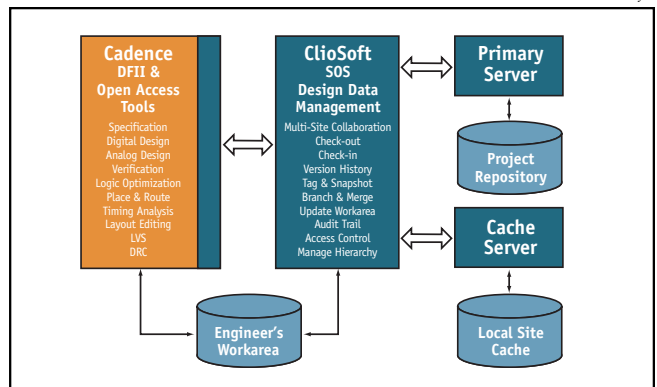 Cadence
DFII &
Open Access
Tools
Specification
Digital Design
Analog Design
Verification
Logic Optimization
Place & Route
Timing Analysis
Layout Editing
LVS
DRC
ClioSoft
SOS
Design Data
Management
Multi-Site Collaboration
Check-out
Check-in
Version History
Tag & Snapshot
Branch & Merge
Update Workarea
Audit Trail
Access Control
Manage Hierarchy
Primary
Server
Project
Repository
Cache
Server
Local Site
Cache
Engineer's
Workarea